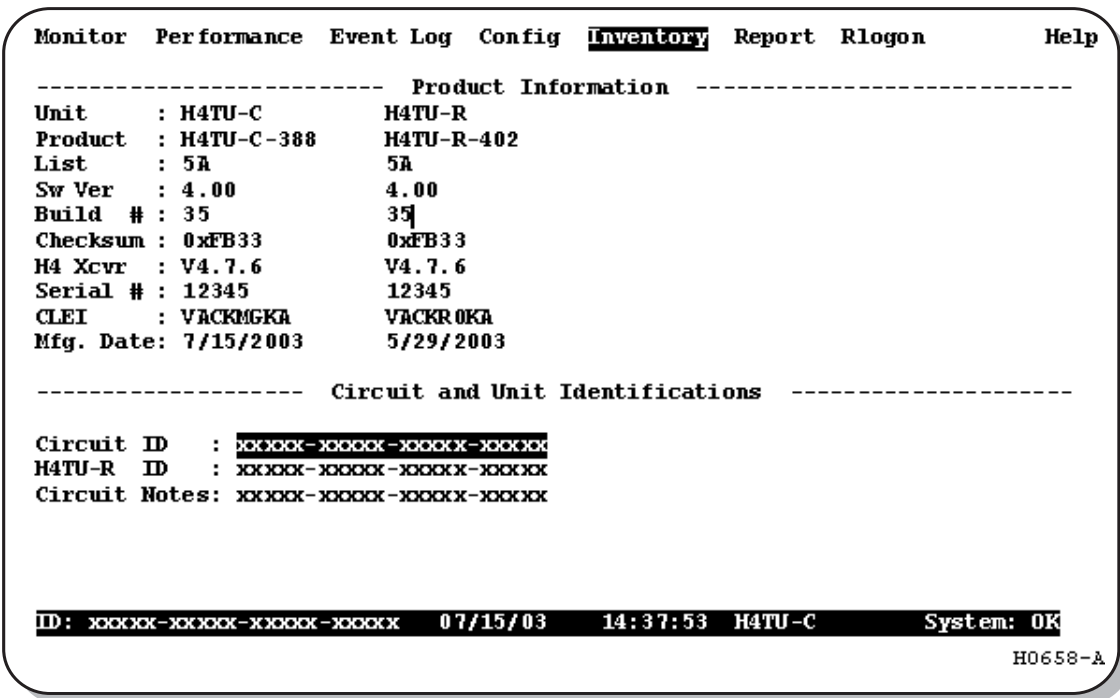 Monitor Performance Event Log Config Inventory Report Rlogon Help
-------------------------- Product Information ----------------------------
Unit : H4TU-C H4TU-R
Product : H4TU-C-388 H4TU-R-402
List : 5A 5A
Sw Ver : 4.00 4.00
Build # : 35 35
Checksum : 0xFB33 0xFB33
H4 Xcvr : V4.7.6 V4.7.6
Serial # : 12345 12345
CLEI : VACKMGKA VACKR0KA
Mfg. Date: 7/15/2003 5/29/2003
-------------------- Circuit and Unit Identifications ---------------------
Circuit ID : xxxxxx-xxxxx-xxxxx-xxxxx
H4TU-R ID : xxxxx-xxxxx-xxxxx-xxxxx
Circuit Notes: xxxxx-xxxxx-xxxxx-xxxxx
ID: xxxxx-xxxxx-xxxxx-xxxxx 07/15/03 14:37:53 H4TU-C System: OK
H0658-A